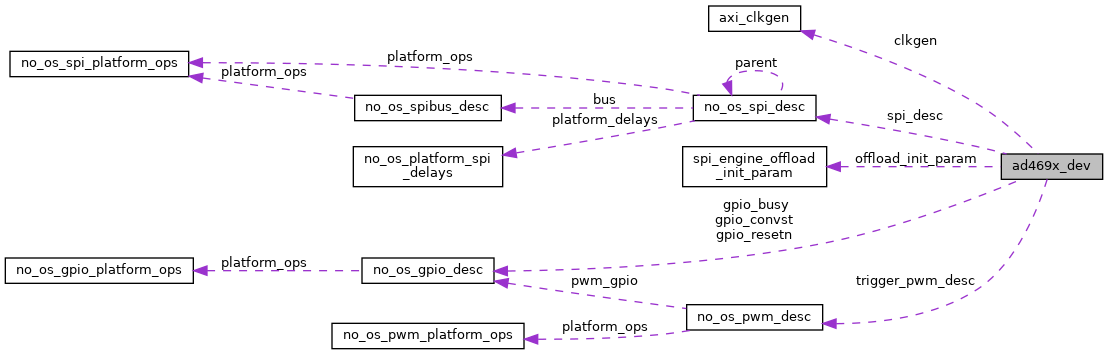 axi_clkgen
clkgen
no_os_spi_platform_ops
platform_ops
platform_ops
parent
no_os_spibus_desc
bus
no_os_spi_desc
platform_delays
spi_desc
no_os_platform_spi
_delays
spi_engine_offload
_init_param
offload_init_param
ad469x_dev
gpio_busy
gpio_convst
gpio_resetn
no_os_gpio_platform_ops
platform_ops
no_os_gpio_desc
pwm_gpio
trigger_pwm_desc
no_os_pwm_desc
platform_ops
no_os_pwm_platform_ops